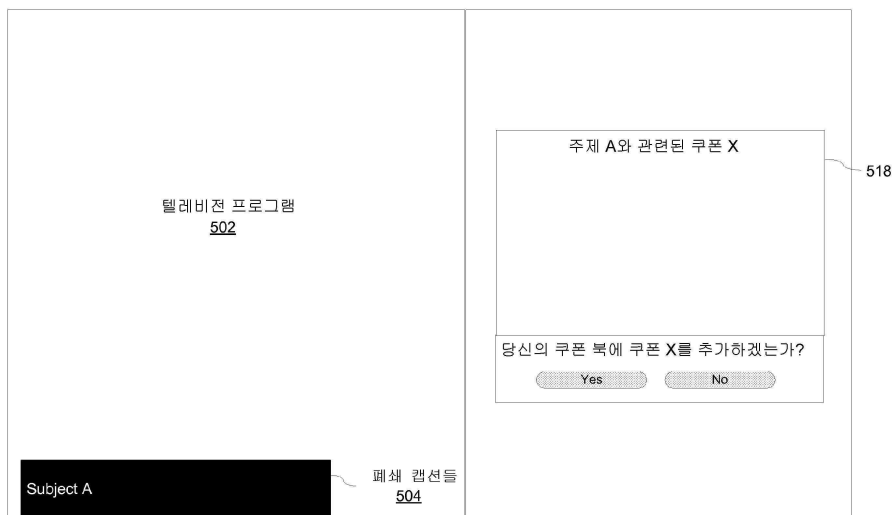 텔레비전 프로그램
502
Subject A
폐쇄 캡션들
504
주제 A와 관련된 쿠폰 X
518
당신의 쿠폰 북에 쿠폰 X를 추가하겠는가?
Yes No